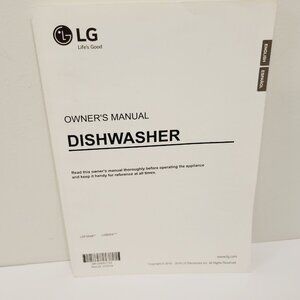 LG
Life's Good
ENGLISH
ESPAÑOL
OWNER'S MANUAL
DISHWASHER
Read this owner's manual thoroughly before operating the appliance
and keep it handy for reference at all times.
www.lg.com